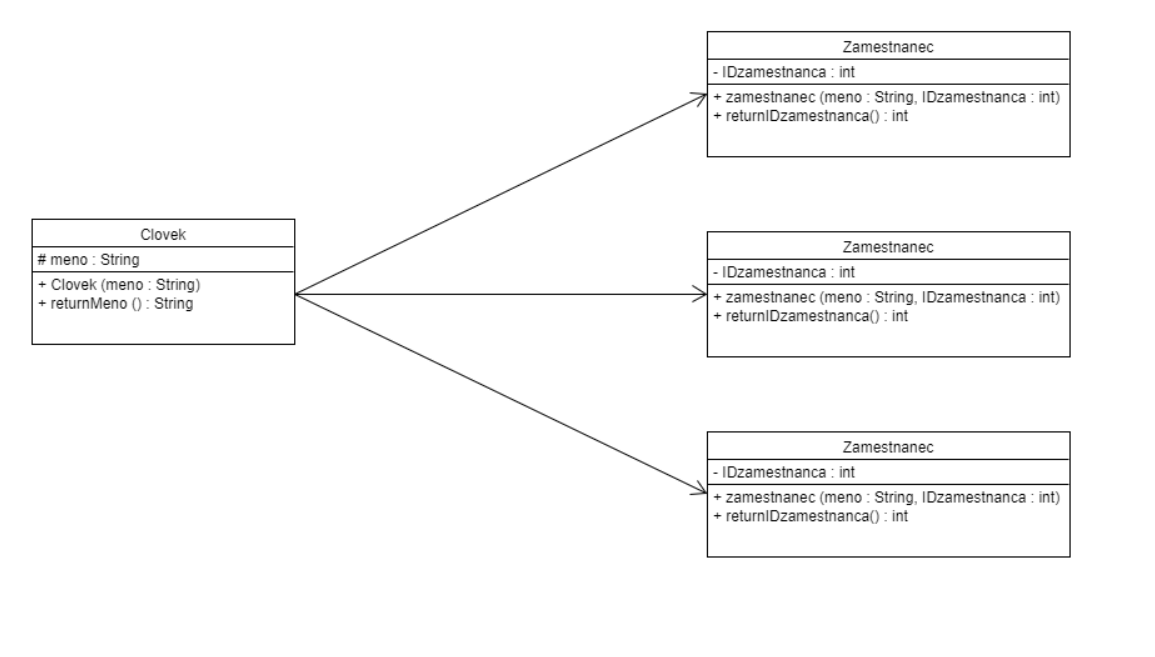 Zamestnanec
- IDzamestnanca : int
+ zamestnanec (meno : String, IDzamestnanca : int)
+ returnIDzamestnanca() : int
Clovek
# meno : String
+ Clovek (meno : String)
+ returnMeno () : String
Zamestnanec
- IDzamestnanca : int
+ zamestnanec (meno : String, IDzamestnanca : int)
+ returnIDzamestnanca() : int
Zamestnanec
- IDzamestnanca : int
+ zamestnanec (meno : String, IDzamestnanca : int)
+ returnIDzamestnanca() : int